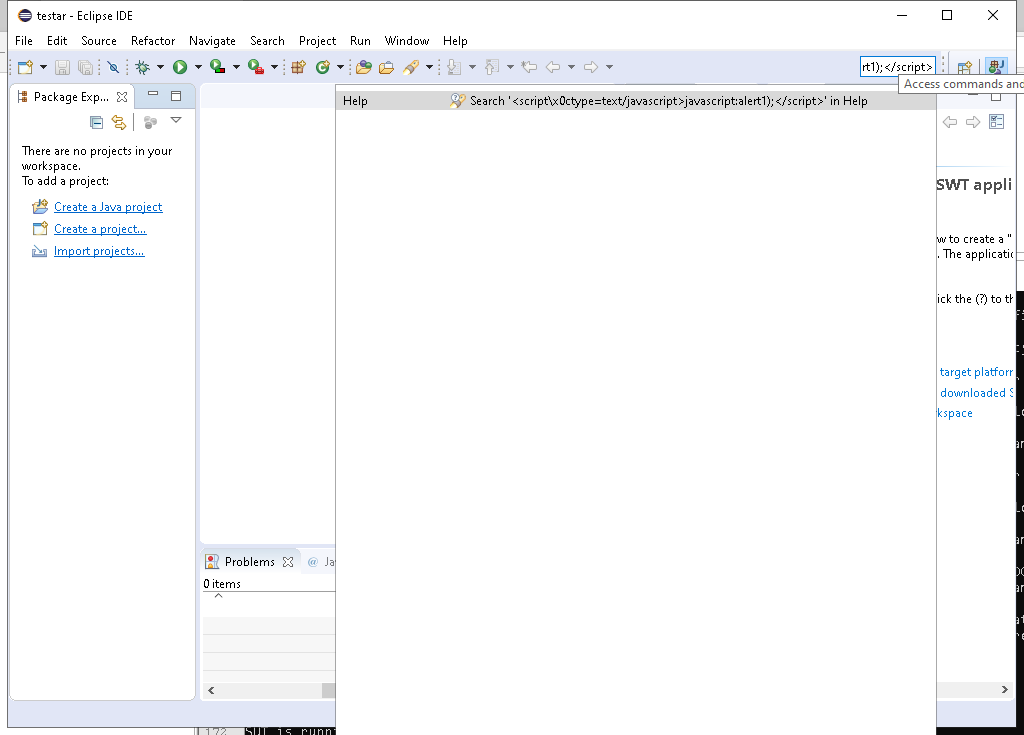 testar - Eclipse IDE
File Edit Source Refactor Navigate Search Project Run Window Help
rt1);</script>
Access commands and
Package Exp...
Help Search '<script\x0ctype=text/javascript>javascript:alert1);</script>' in Help
There are no projects in your
workspace.
To add a project:
Create a Java project
Create a project...
Import projects...
SWT appli
w to create a "
. The applicatic
ick the (?) to th
target platforr
downloaded S
kspace
Problems @ Ja
0 items
172 SUT is runni